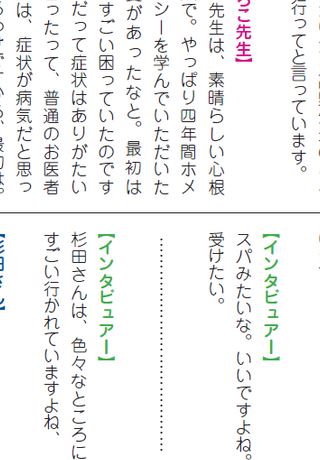 行ってと言っています。
っこ先生】
先生は、素晴らしい心根
で。やっぱり四年間ホメ
シーを学んでいただいた
があったなと。最初は
すごい困っていたのです
だって症状はありがたい
ったって、普通のお医者
は、症状が病気だと思っ
【インタビュアー】
スパみたいな。いいですよね。
受けたい。
【インタビュアー】
杉田さんは、色々なところに
すごい行かれていますよね、
【杉田さん】